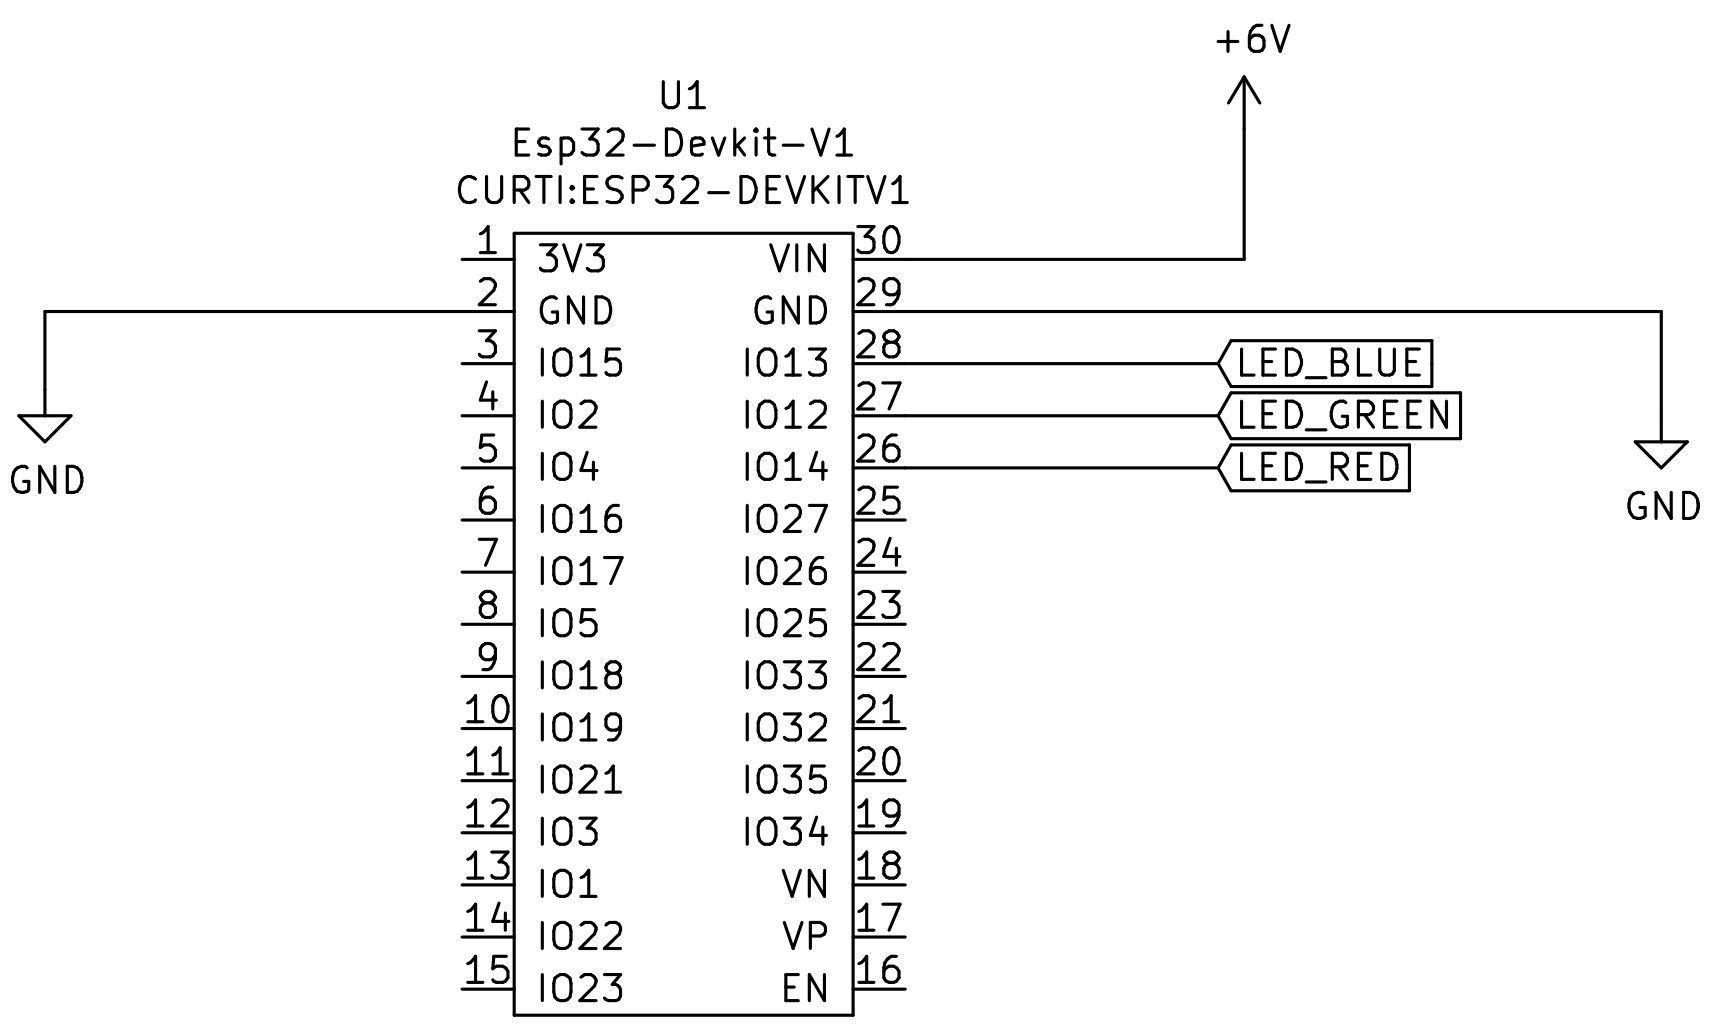 +6V
U1
Esp32-Devkit-V1
CURTI:ESP32-DEVKITV1
1 3V3 VIN 30
2 GND GND 29
3 IO15 IO13 28 LED_BLUE
4 IO2 IO12 27 LED_GREEN
5 IO4 IO14 26 LED_RED
GND
GND
6 IO16 IO27 25
7 IO17 IO26 24
8 IO5 IO25 23
9 IO18 IO33 22
10 IO19 IO32 21
11 IO21 IO35 20
12 IO3 IO34 19
13 IO1 VN 18
14 IO22 VP 17
15 IO23 EN 16